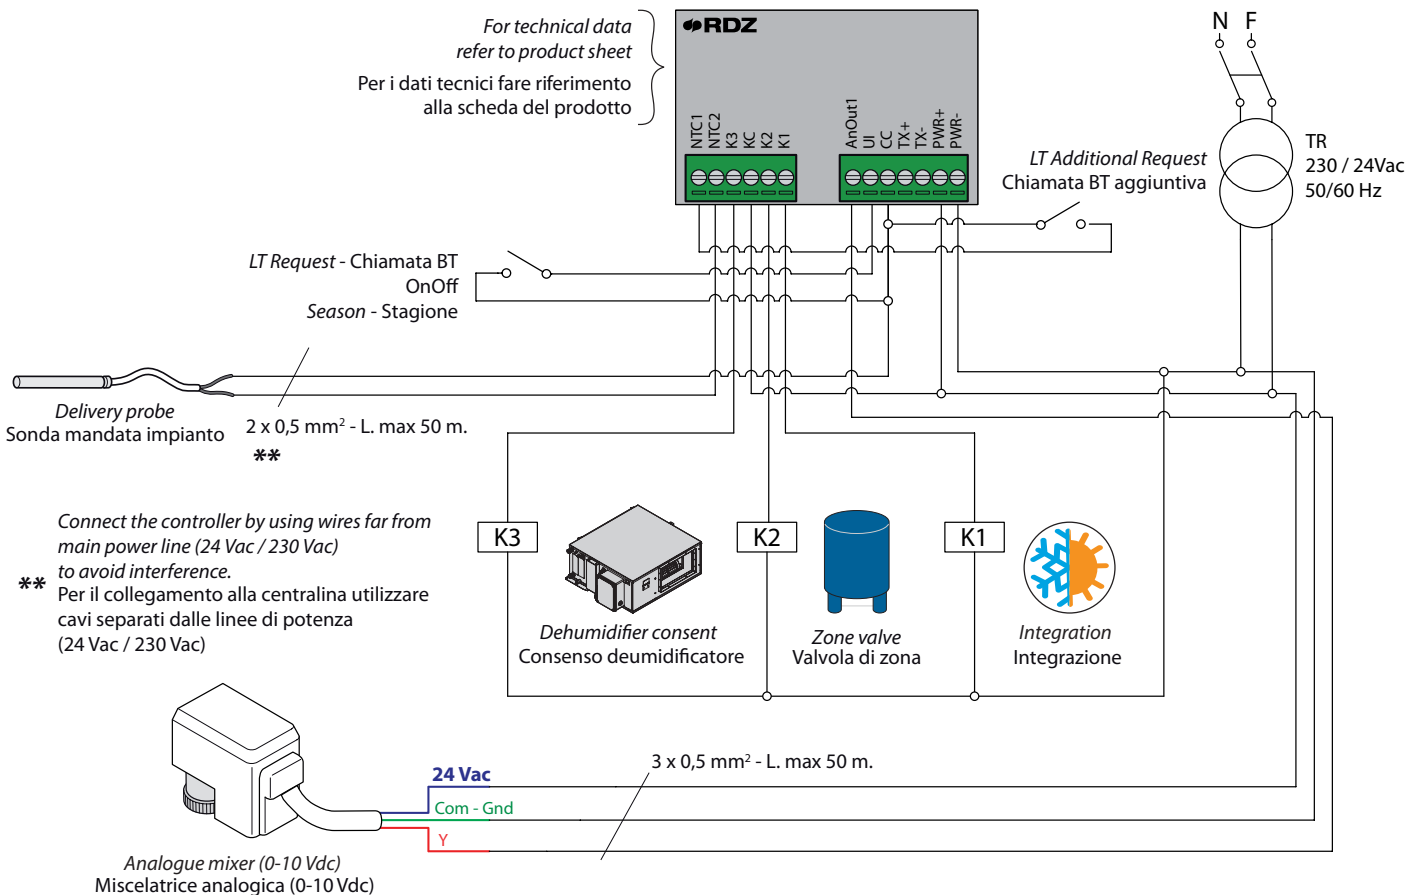 For technical data
refer to product sheet
Per i dati tecnici fare riferimento
alla scheda del prodotto
RDZ
NTC1
NTC2
K3
KC
K2
K1
AnOut1
UI
CC
TX+
TX-
PWR+
PWR-
N F
TR
230 / 24Vac
50/60 Hz
LT Additional Request
Chiamata BT aggiuntiva
LT Request - Chiamata BT
OnOff
Season - Stagione
Delivery probe
Sonda mandata impianto
2 x 0,5 mm² - L. max 50 m.
**
Connect the controller by using wires far from
main power line (24 Vac / 230 Vac)
to avoid interference.
** Per il collegamento alla centralina utilizzare
cavi separati dalle linee di potenza
(24 Vac / 230 Vac)
K3
K2
K1
Dehumidifier consent
Consenso deumidificatore
Zone valve
Valvola di zona
Integration
Integrazione
3 x 0,5 mm² - L. max 50 m.
24 Vac
Com - Gnd
Y
Analogue mixer (0-10 Vdc)
Miscelatrice analogica (0-10 Vdc)